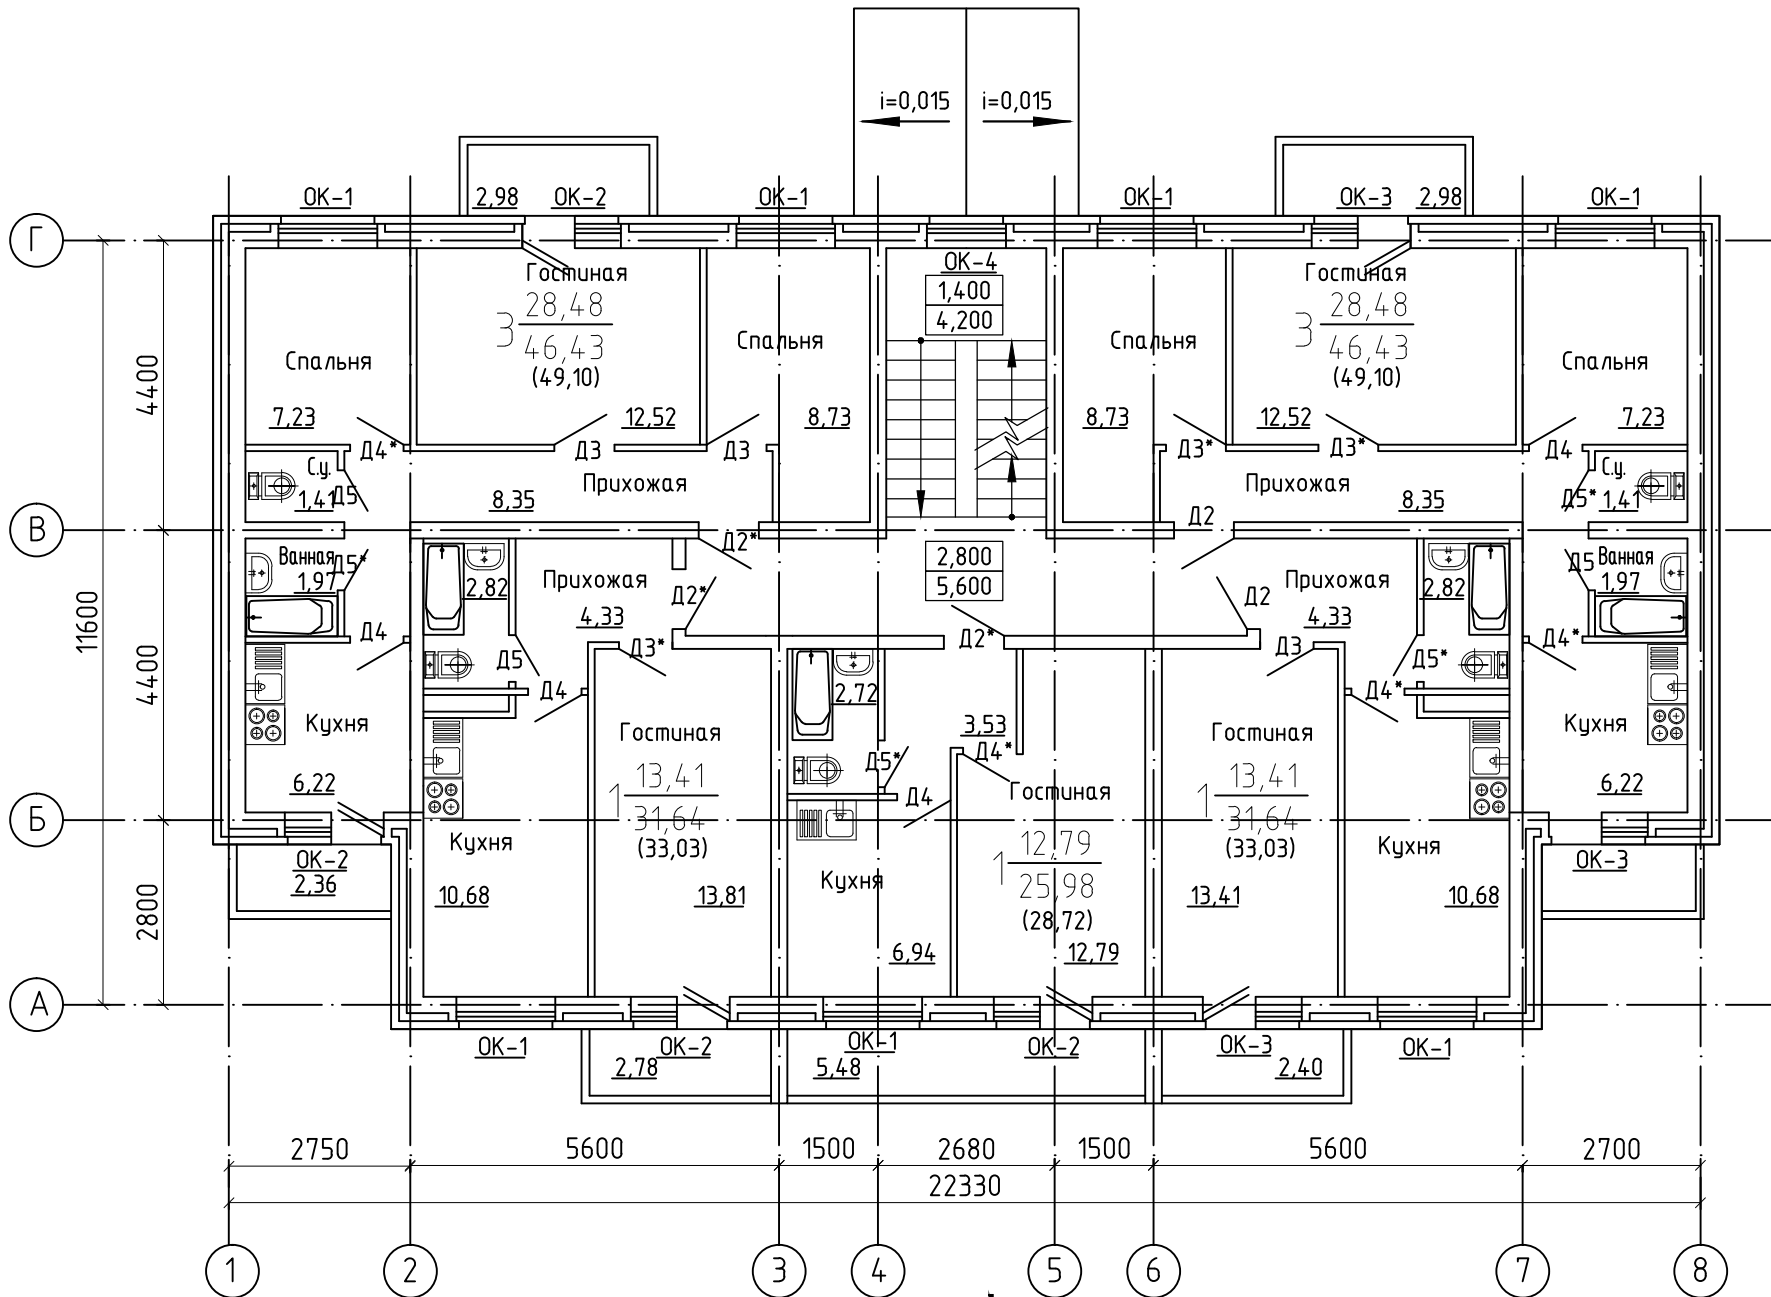 i=0,015 i=0,015
ОК-1 2,98 ОК-2 ОК-1 ОК-1 ОК-3 2,98 ОК-1
Г
Гостиная ОК-4 Гостиная
3 28,48 1,400 3 28,48
46,43 4,200 46,43
(49,10) (49,10)
Спальня Спальня Спальня Спальня
4400
7,23 12,52 8,73 8,73 12,52 7,23
Д4* Д3 Д3 Д3* Д3* Д4
С.у. Прихожая Прихожая С.у.
1,41 Д5 8,35 8,35 Д5* 1,41
В
Д2* Д2
Ванная 2,800 Ванная
1,97 Д5* 2,82 Прихожая 5,600 Прихожая 2,82 Д5 1,97
4,33 Д2* Д2 4,33
11600
Д4 Д3* Д2* Д3 Д4*
4400
Д5 Д4 2,72 Д5* Д4*
Кухня Гостиная 3,53 Гостиная Кухня
Д5* Д4*
6,22 1 13,41 Д4 Гостиная 1 13,41 6,22
31,64 31,64
(33,03) (33,03)
Б
Кухня 1 12,79 Кухня
25,98
(28,72)
ОК-2 Кухня ОК-3
2,36
10,68 13,81 13,41 10,68
2800
6,94 12,79
А
ОК-1 ОК-2 ОК-1 ОК-2 ОК-3 ОК-1
2,78 5,48 2,40
2750 5600 1500 2680 1500 5600 2700
22330
1 2 3 4 5 6 7 8